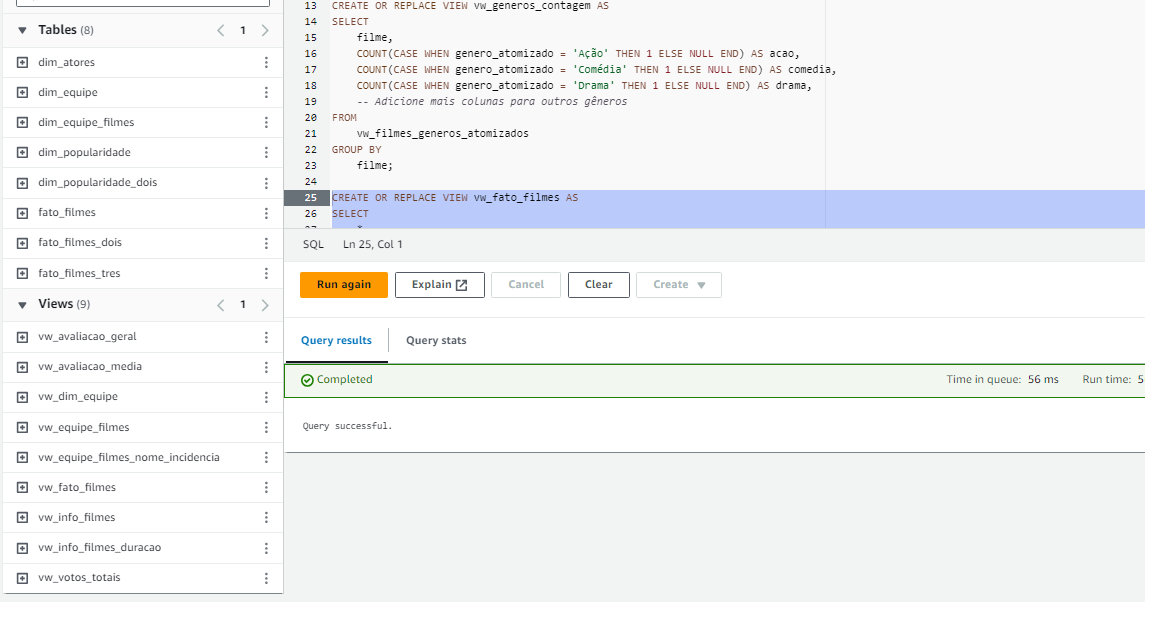 Tables (8)
1
dim_atores
dim_equipe
dim_equipe_filmes
dim_popularidade
dim_popularidade_dois
fato_filmes
fato_filmes_dois
fato_filmes_tres
Views (9)
1
vw_avaliacao_geral
vw_avaliacao_media
vw_dim_equipe
vw_equipe_filmes
vw_equipe_filmes_nome_incidencia
vw_fato_filmes
vw_info_filmes
vw_info_filmes_duracao
vw_votos_totais
13 CREATE OR REPLACE VIEW vw_generos_contagem AS
14 SELECT
15 filme,
16 COUNT(CASE WHEN genero_atomizado = 'Ação' THEN 1 ELSE NULL END) AS acao,
17 COUNT(CASE WHEN genero_atomizado = 'Comédia' THEN 1 ELSE NULL END) AS comedia,
18 COUNT(CASE WHEN genero_atomizado = 'Drama' THEN 1 ELSE NULL END) AS drama,
19 -- Adicione mais colunas para outros gêneros
20 FROM
21 vw_filmes_generos_atomizados
22 GROUP BY
23 filme;
24
25 CREATE OR REPLACE VIEW vw_fato_filmes AS
26 SELECT
SQL Ln 25, Col 1
Run again Explain Cancel Clear Create
Query results Query stats
Completed Time in queue: 56 ms Run time: 5
Query successful.